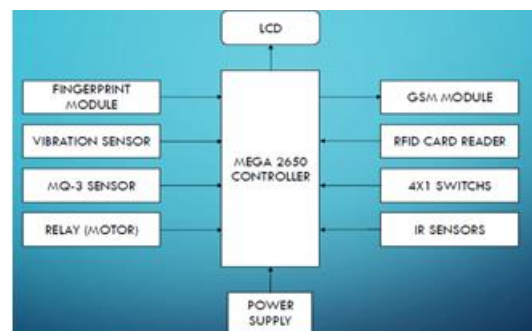 LCD
FINGERPRINT
MODULE
GSM MODULE
VIBRATION SENSOR
RFID CARD READER
MEGA 2650
CONTROLLER
MQ-3 SENSOR
4X1 SWITCHS
RELAY (MOTOR)
IR SENSORS
POWER
SUPPLY